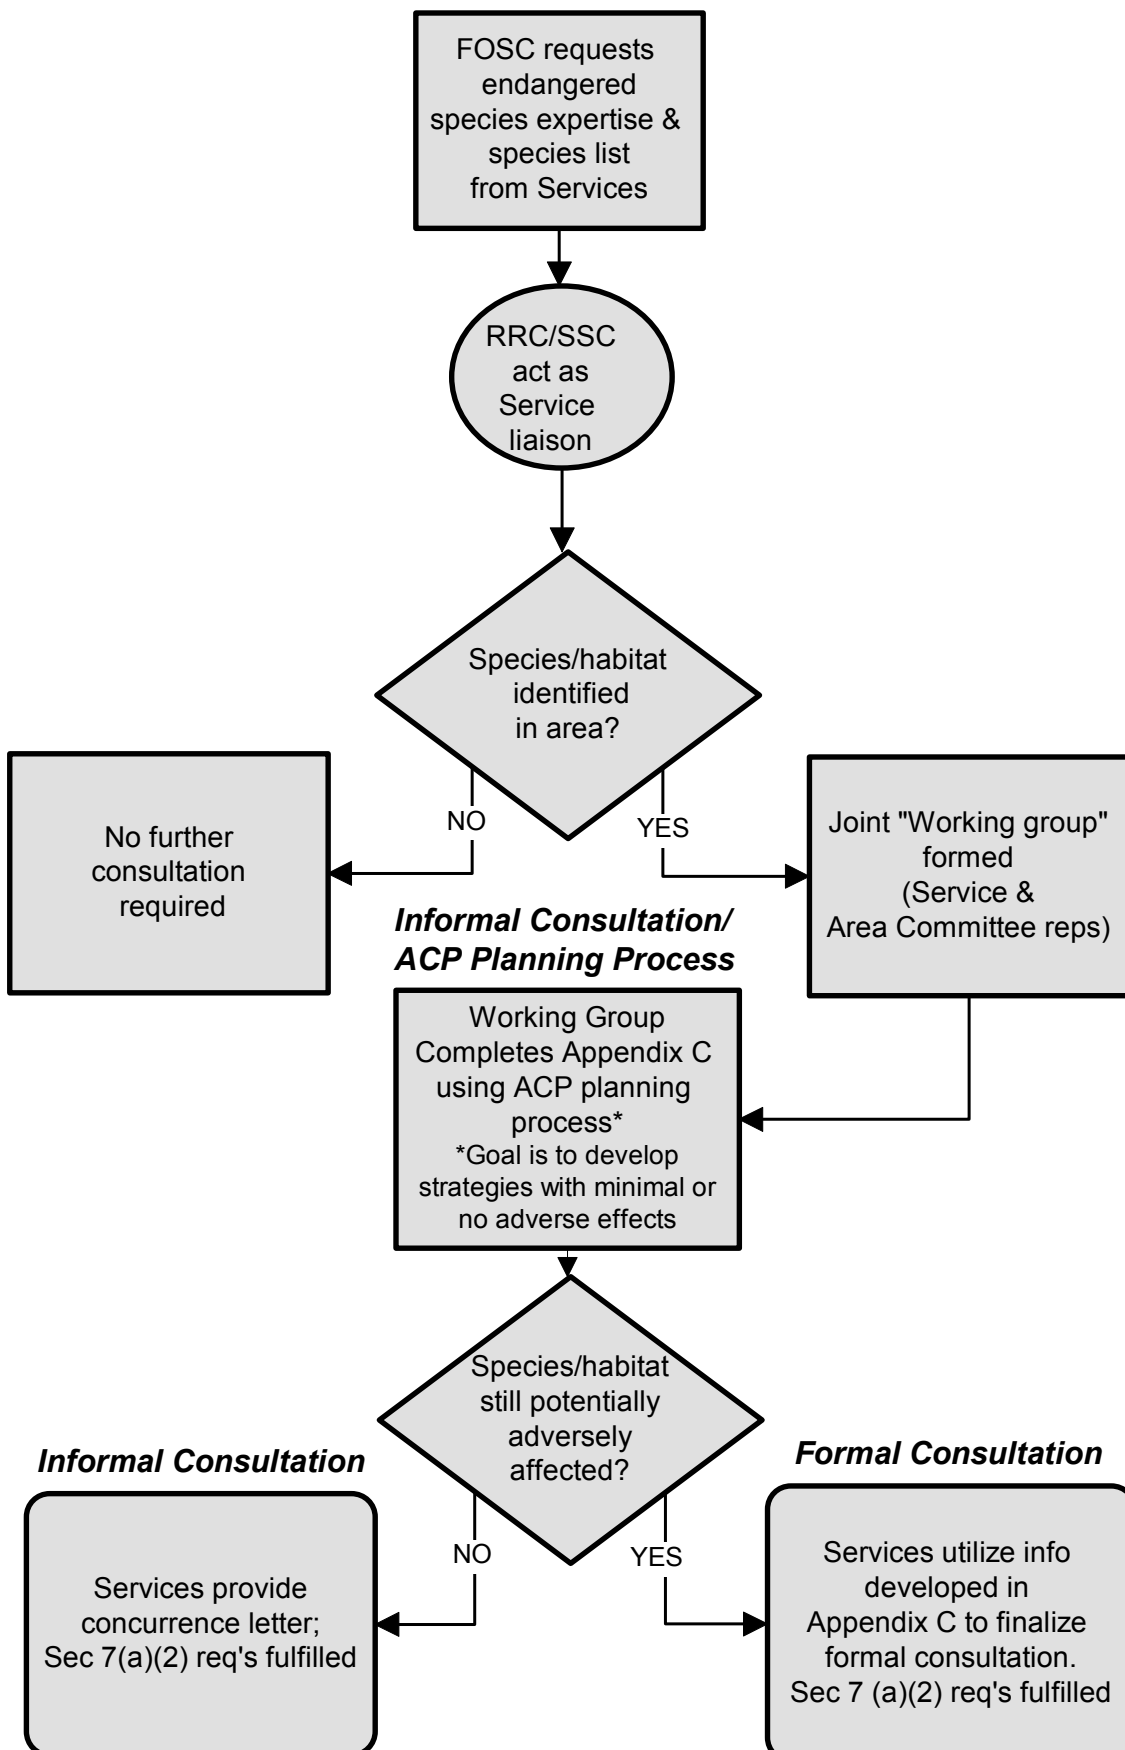 FOSC requests
endangered
species expertise &
species list
from Services
RRC/SSC
act as
Service
liaison
Species/habitat
identified
in area?
NO
YES
No further
consultation
required
Joint "Working group"
formed
(Service &
Area Committee reps)
Informal Consultation/
ACP Planning Process
Working Group
Completes Appendix C
using ACP planning
process*
*Goal is to develop
strategies with minimal or
no adverse effects
Species/habitat
still potentially
adversely
affected?
NO
YES
Informal Consultation
Services provide
concurrence letter;
Sec 7(a)(2) req's fulfilled
Formal Consultation
Services utilize info
developed in
Appendix C to finalize
formal consultation.
Sec 7 (a)(2) req's fulfilled